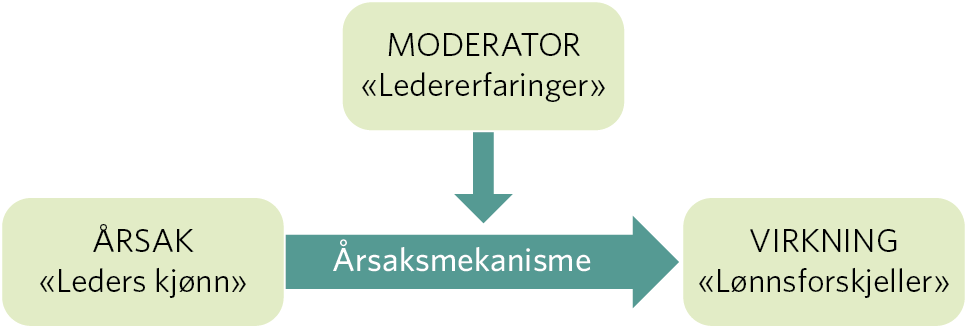 MODERATOR
«Ledererfaringer»
ÅRSAK
«Leders kjønn»
Årsaksmekanisme
VIRKNING
«Lønnsforskjeller»